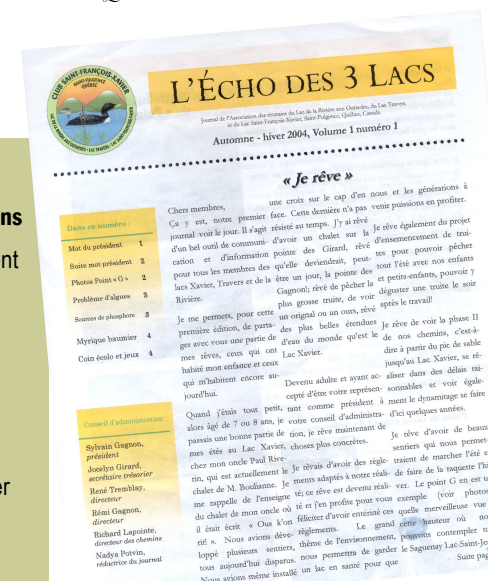 ns
nt
er
CLUB SAINT-FRANÇOIS-XAVIER
SAINT-FULGENCE
QUÉBEC
L'ÉCHO DES 3 LACS
Journal de l'Association des riverains du Lac de la Rivière aux Outardes, du Lac Travers
et du Lac Saint-François-Xavier, Saint-Fulgence, Québec, Canada
Automne - hiver 2004, Volume 1 numéro 1
« Je rêve »
Dans ce numéro :
Mot du président 1
Suite mot président 2
Photos Point « G » 2
Problème d'algues 3
Sources de phosphore 3
Myrique baumier 4
Coin écolo et jeux 4
Conseil d'administration
Sylvain Gagnon,
président
Jocelyn Girard,
secrétaire trésorier
René Tremblay,
directeur
Rémi Gagnon,
directeur
Richard Lapointe,
directeur des chemins
Nadya Potvin,
rédactrice du journal
Chers membres,
Ça y est, notre premier
journal voit le jour. Il s'agit
d'un bel outil de communi-
cation et d'information
pour tous les membres des
lacs Xavier, Travers et de la
Rivière.
Je me permets, pour cette
première édition, de parta-
ger avec vous une partie de
mes rêves, ceux qui ont
habité mon enfance et ceux
qui m'habitent encore au-
jourd'hui.
Quand j'étais tout petit,
alors âgé de 7 ou 8 ans, je
passais une bonne partie de
mes étés au Lac Xavier,
chez mon oncle Paul Rive-
rin, qui est actuellement le
chalet de M. Boulianne. Je
me rappelle de l'enseigne
du chalet de mon oncle où
il était écrit « Ous k'on
rit! ». Nous avions déve-
loppé plusieurs sentiers,
tous aujourd'hui disparus.
Nous avions même installé
une croix sur le cap d'en
face. Cette dernière n'a pas
résisté au temps. J'y ai rêvé
d'avoir un chalet sur la
pointe des Girard, rêvé
qu'elle deviendrait, peut-
être un jour, la pointe des
Gagnon; rêvé de pêcher la
plus grosse truite, de voir
un orignal ou un ours, rêvé
des plus belles étendues
d'eau du monde qu'est le
Lac Xavier.
Devenu adulte et ayant ac-
cepté d'être votre représen-
tant comme président à
votre conseil d'administra-
tion, je rêve maintenant de
choses plus concrètes.
Je rêvais d'avoir des règle-
ments adaptés à notre réali-
té; ce rêve est devenu réali-
té et j'en profite pour vous
féliciter d'avoir entériné ces
règlements. Le grand
thème de l'environnement,
nous permettra de garder
un lac en santé pour que
nous et les générations à
venir puissions en profiter.
Je rêve également du projet
d'ensemencement de trui-
tes pour pouvoir pêcher
tout l'été avec nos enfants
et petits-enfants, pouvoir y
déguster une truite le soir
après le travail!
Je rêve de voir la phase II
de nos chemins, c'est-à-
dire à partir du pic de sable
jusqu'au Lac Xavier, se ré-
aliser dans des délais rai-
sonnables et voir égale-
ment le dynamitage se faire
d'ici quelques années.
Je rêve d'avoir de beaux
sentiers qui nous permet-
traient de marcher l'été e
de faire de la raquette l'hi
ver. Le point G en est u
exemple (voir photos
quelle merveilleuse vue
cette hauteur où no
pouvons contempler to
le Saguenay Lac-Saint-Je
Suite pag